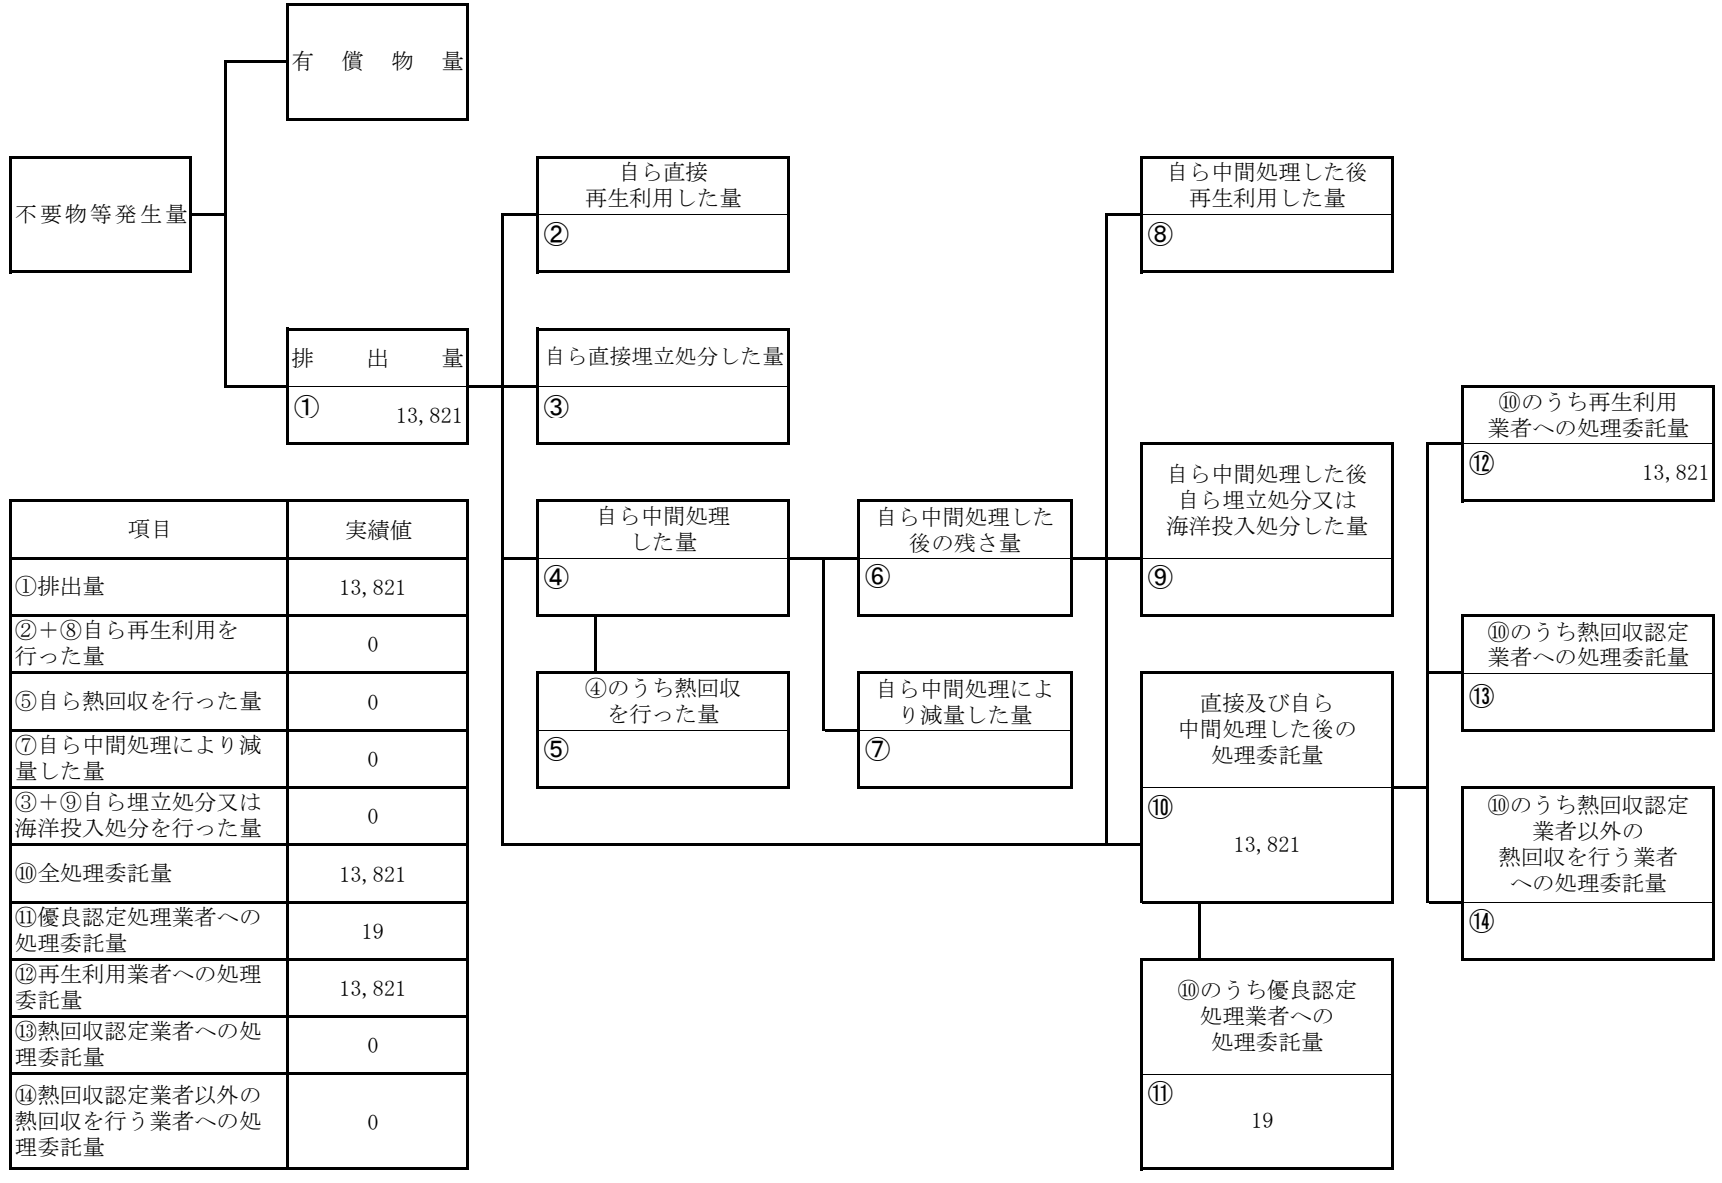 有償物量
不要物等発生量
自ら直接
再生利用した量
②
自ら中間処理した後
再生利用した量
⑧
排出量
①
13,821
自ら直接埋立処分した量
③
⑩のうち再生利用
業者への処理委託量
⑫
13,821
自ら中間処理
した量
④
自ら中間処理した
後の残さ量
⑥
自ら中間処理した後
自ら埋立処分又は
海洋投入処分した量
⑨
⑩のうち熱回収認定
業者への処理委託量
⑬
④のうち熱回収
を行った量
⑤
自ら中間処理によ
り減量した量
⑦
直接及び自ら
中間処理した後の
処理委託量
⑩
13,821
⑩のうち熱回収認定
業者以外の
熱回収を行う業者
への処理委託量
⑭
⑩のうち優良認定
処理業者への
処理委託量
⑪
19
項目 実績値
①排出量 13,821
②+⑧自ら再生利用を
行った量 0
⑤自ら熱回収を行った量 0
⑦自ら中間処理により減
量した量 0
③+⑨自ら埋立処分又は
海洋投入処分を行った量 0
⑩全処理委託量 13,821
⑪優良認定処理業者への
処理委託量 19
⑫再生利用業者への処理
委託量 13,821
⑬熱回収認定業者への処
理委託量 0
⑭熱回収認定業者以外の
熱回収を行う業者への処
理委託量 0